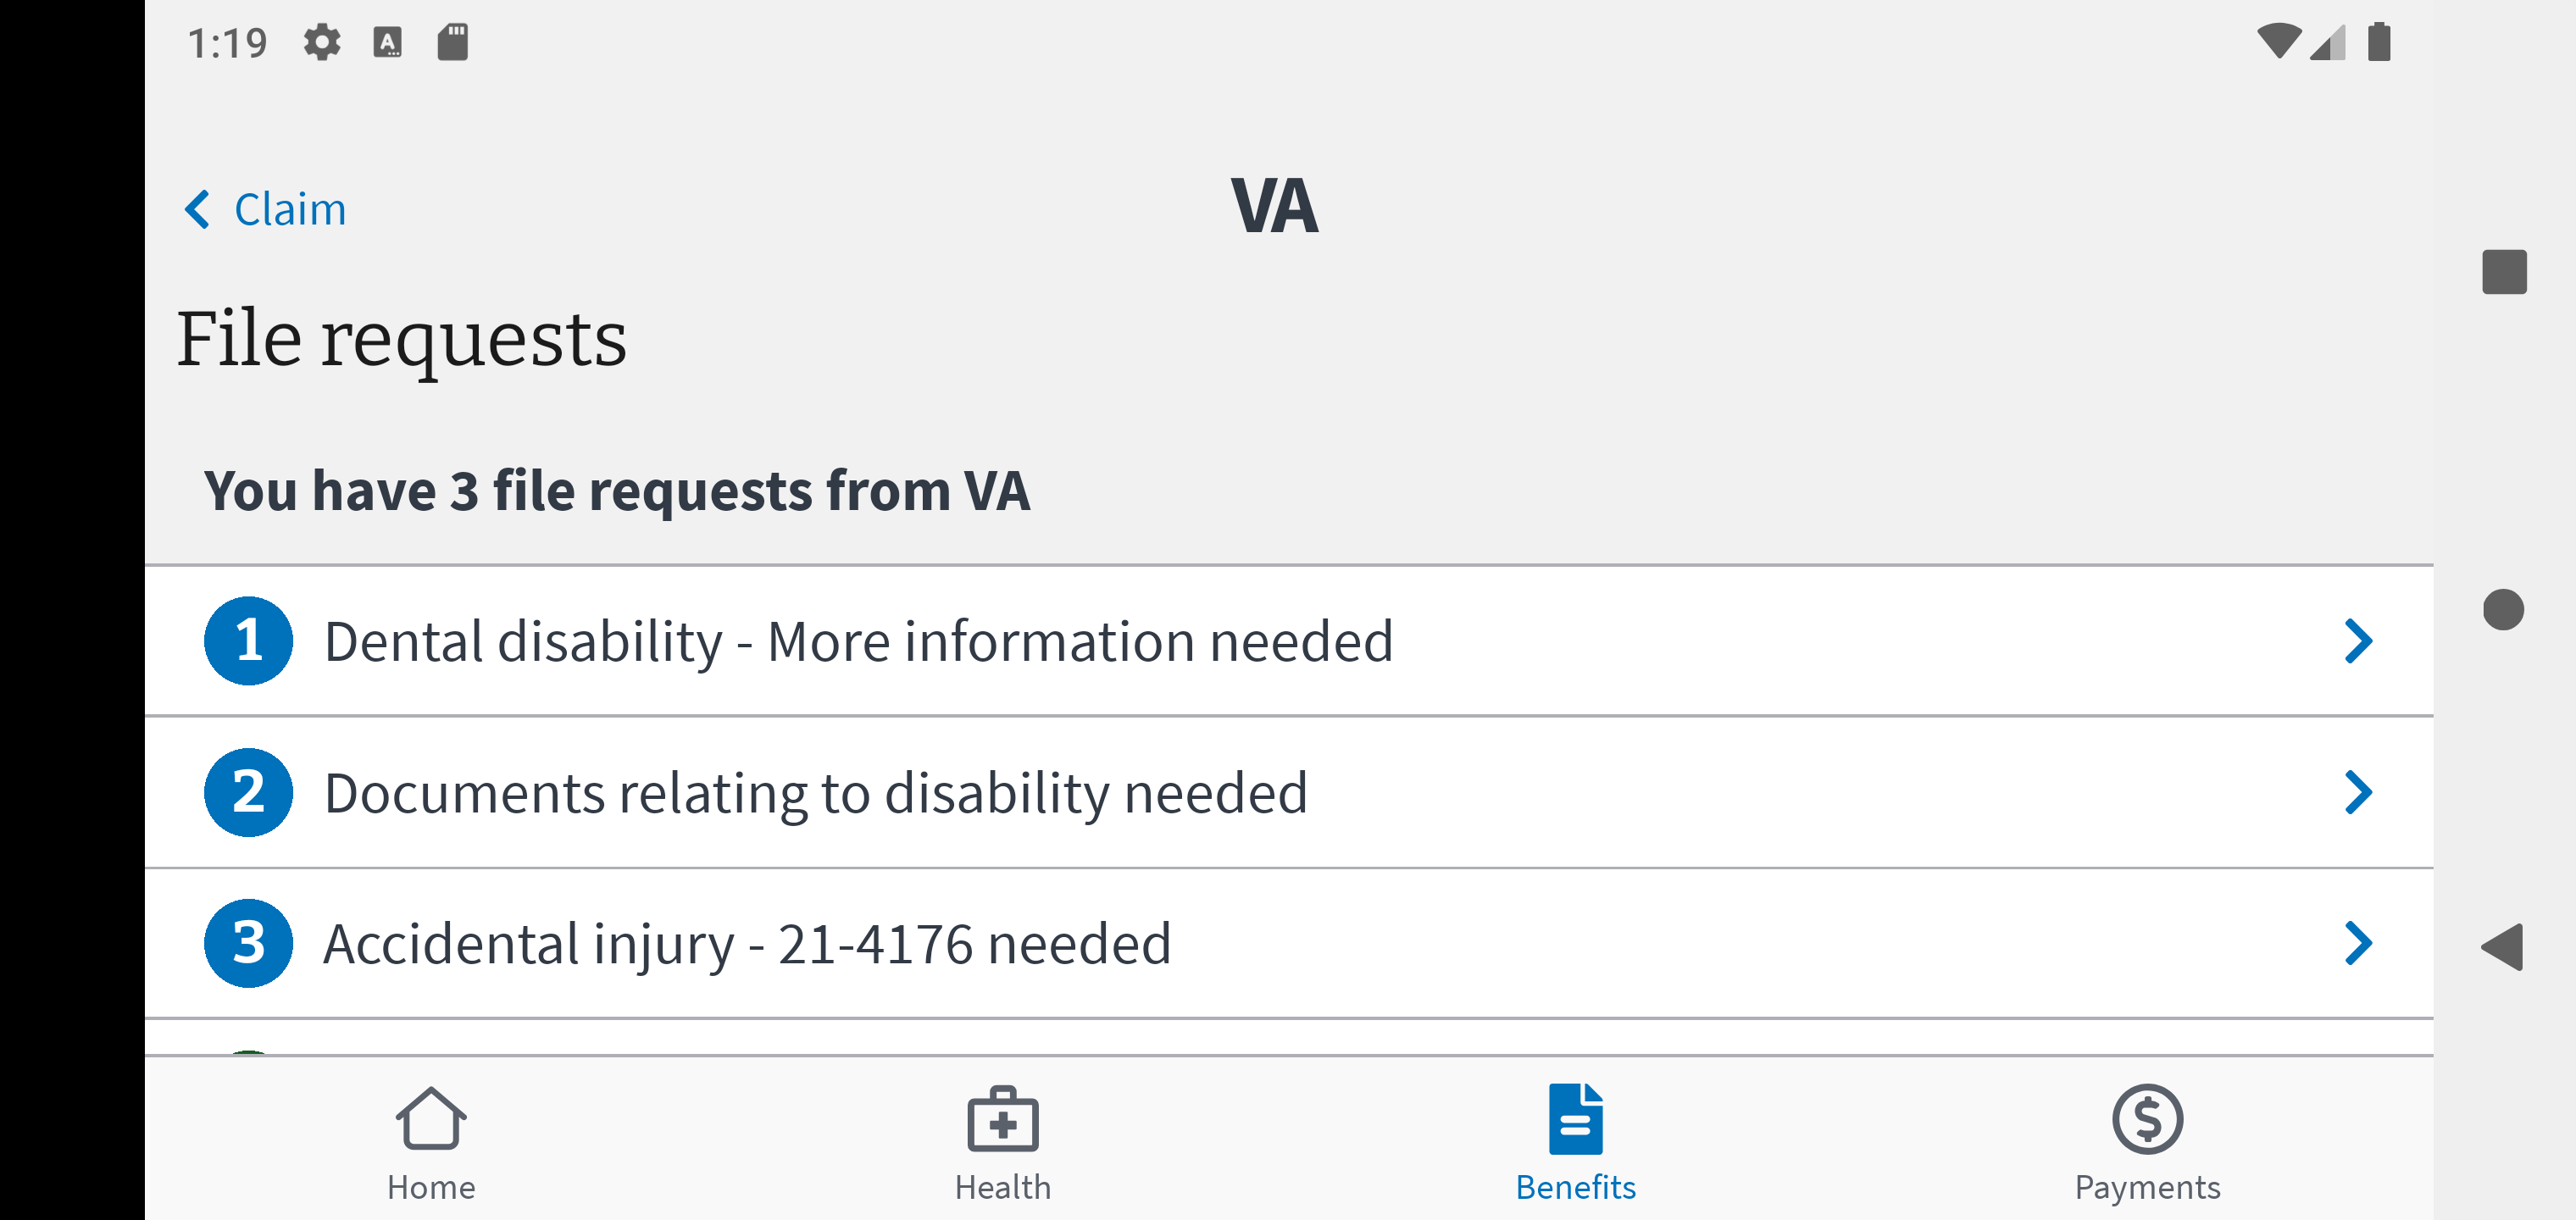 1:19
Claim
VA
File requests
You have 3 file requests from VA
1 Dental disability - More information needed
2 Documents relating to disability needed
3 Accidental injury - 21-4176 needed
Home Health Benefits Payments